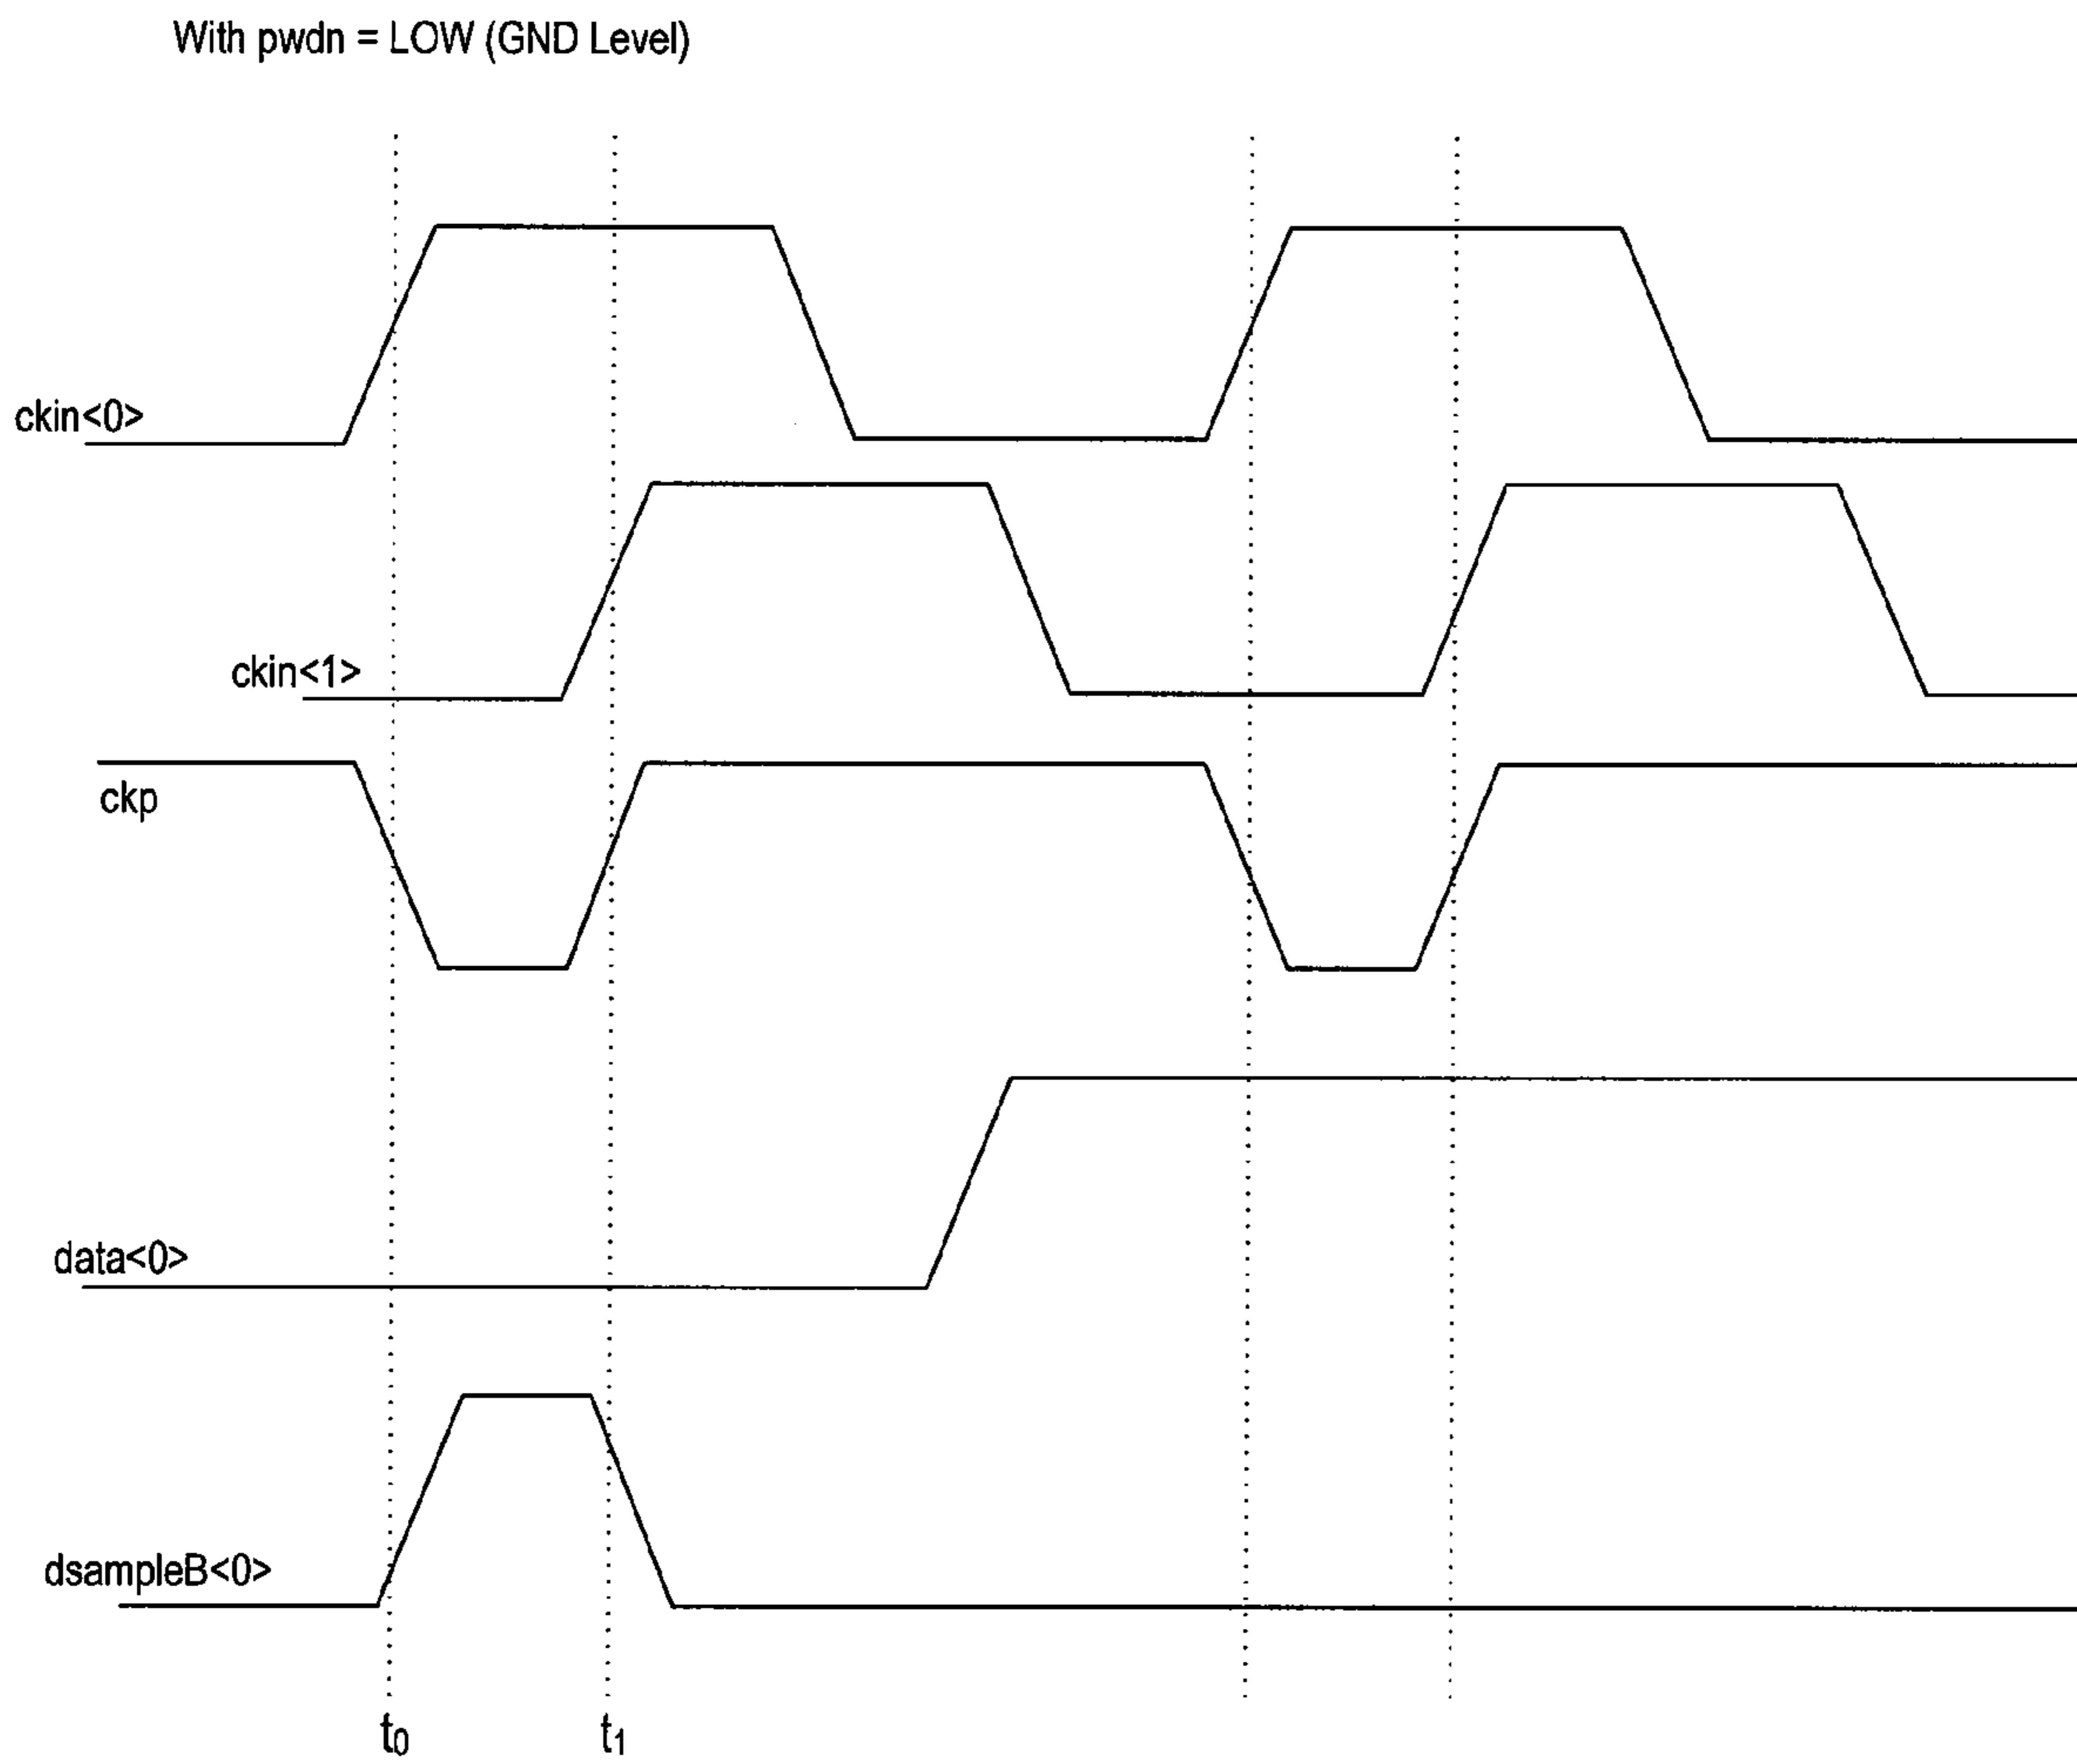 With pwdn = LOW (GND Level)
ckin<0>
ckin<1>
ckp
data<0>
dsampleB<0>
t0 t1